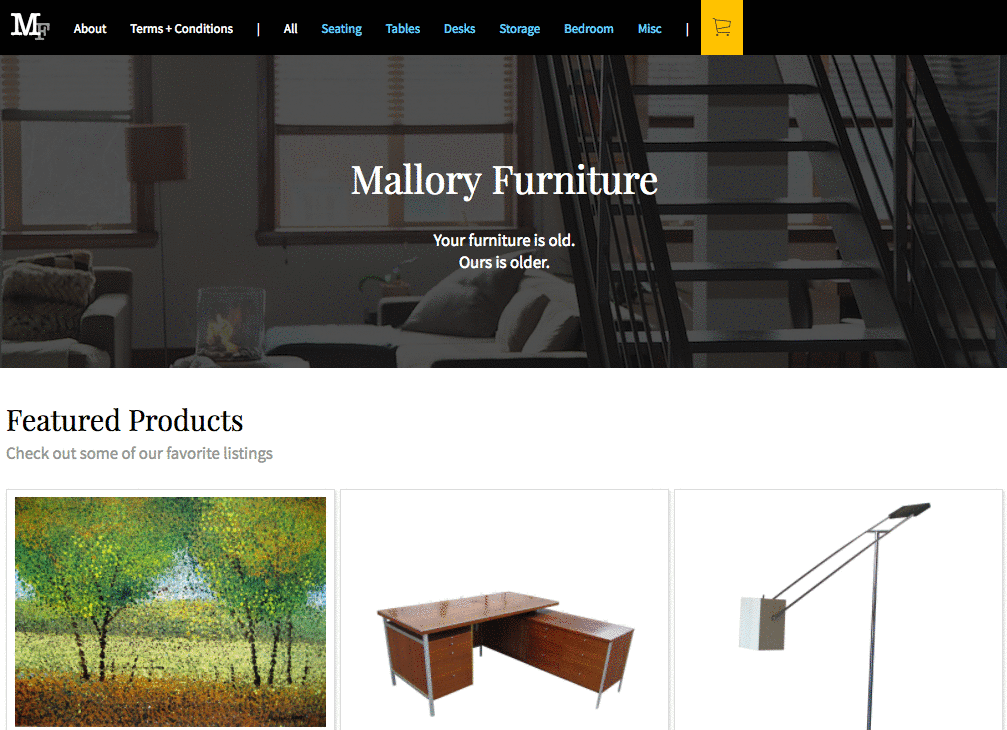 MF About Terms + Conditions | All Seating Tables Desks Storage Bedroom Misc |
Mallory Furniture
Your furniture is old.
Ours is older.
Featured Products
Check out some of our favorite listings